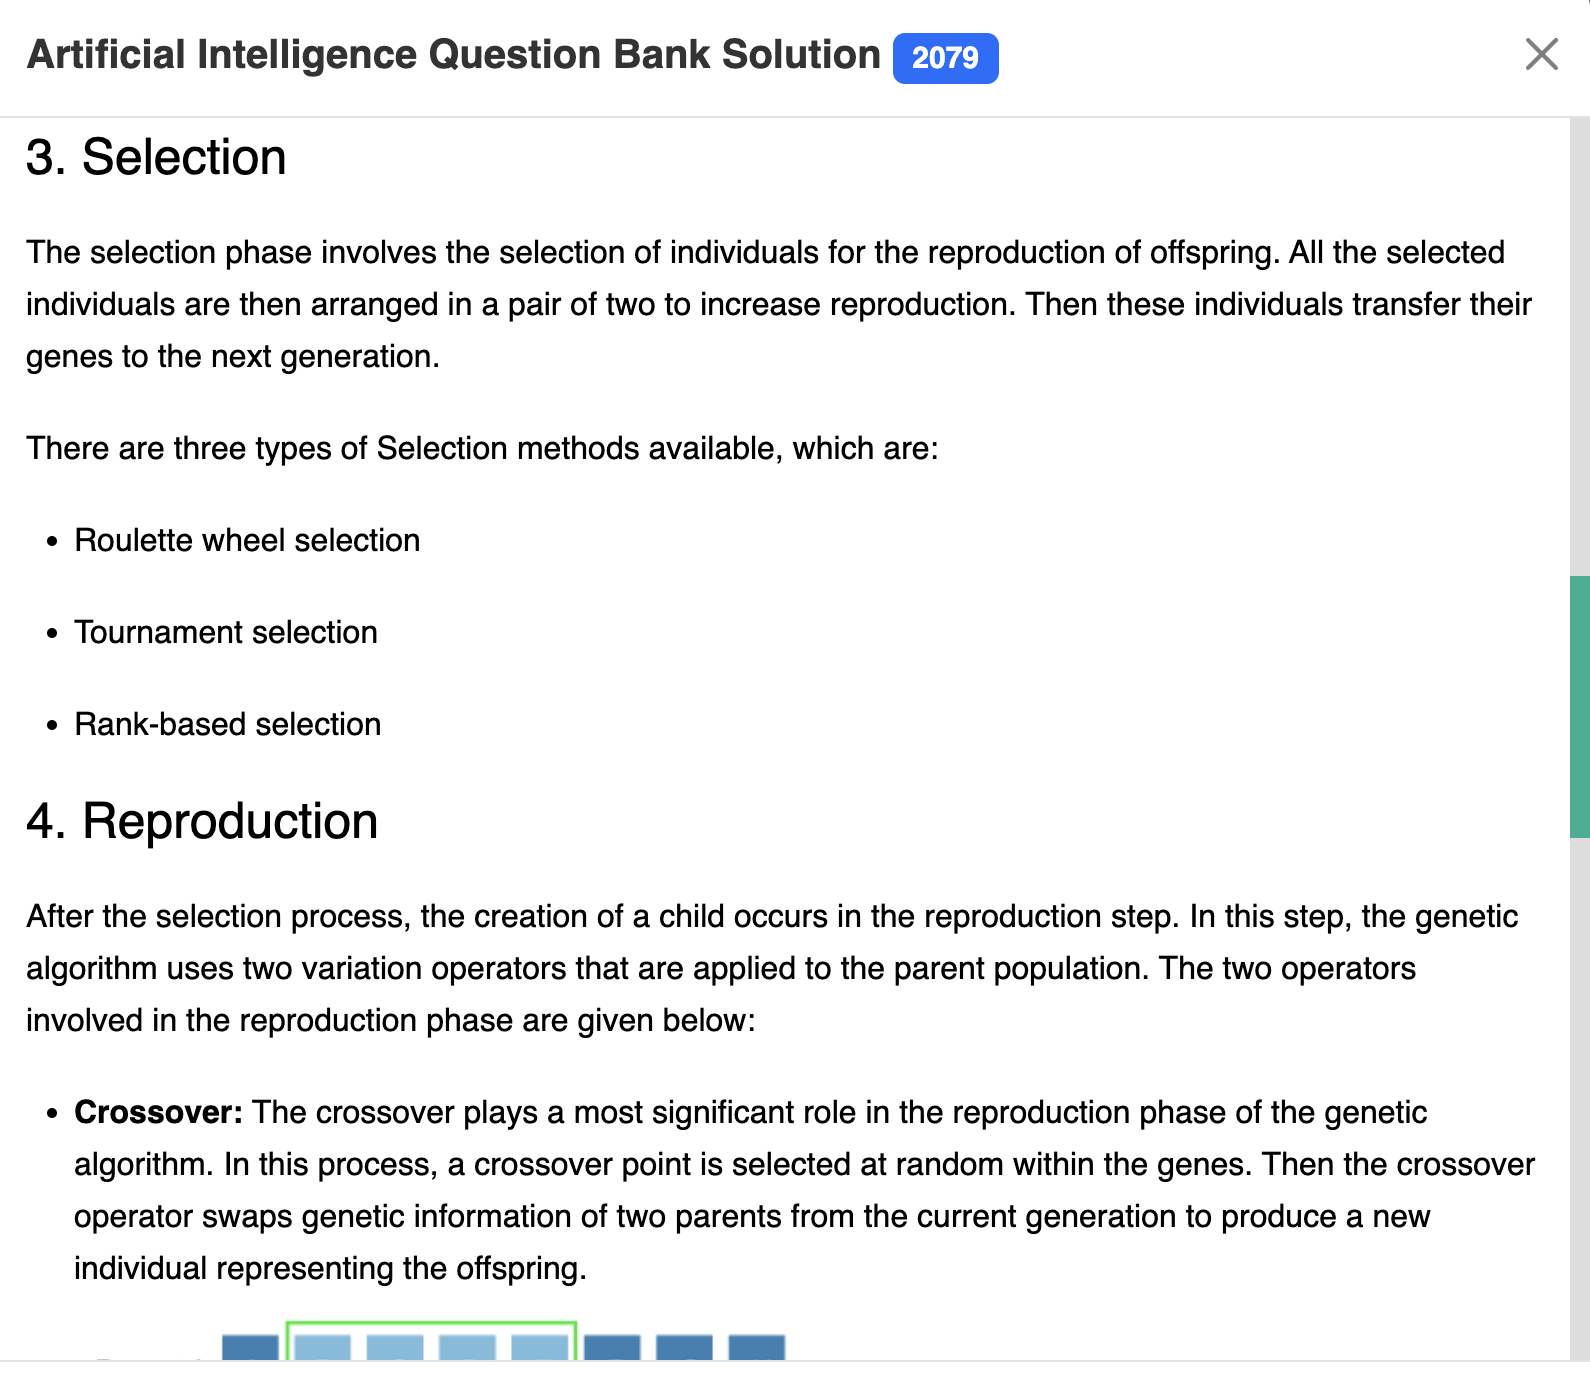 Artificial Intelligence Question Bank Solution 2079
3. Selection
The selection phase involves the selection of individuals for the reproduction of offspring. All the selected
individuals are then arranged in a pair of two to increase reproduction. Then these individuals transfer their
genes to the next generation.
There are three types of Selection methods available, which are:
• Roulette wheel selection
• Tournament selection
• Rank-based selection
4. Reproduction
After the selection process, the creation of a child occurs in the reproduction step. In this step, the genetic
algorithm uses two variation operators that are applied to the parent population. The two operators
involved in the reproduction phase are given below:
• Crossover: The crossover plays a most significant role in the reproduction phase of the genetic
algorithm. In this process, a crossover point is selected at random within the genes. Then the crossover
operator swaps genetic information of two parents from the current generation to produce a new
individual representing the offspring.